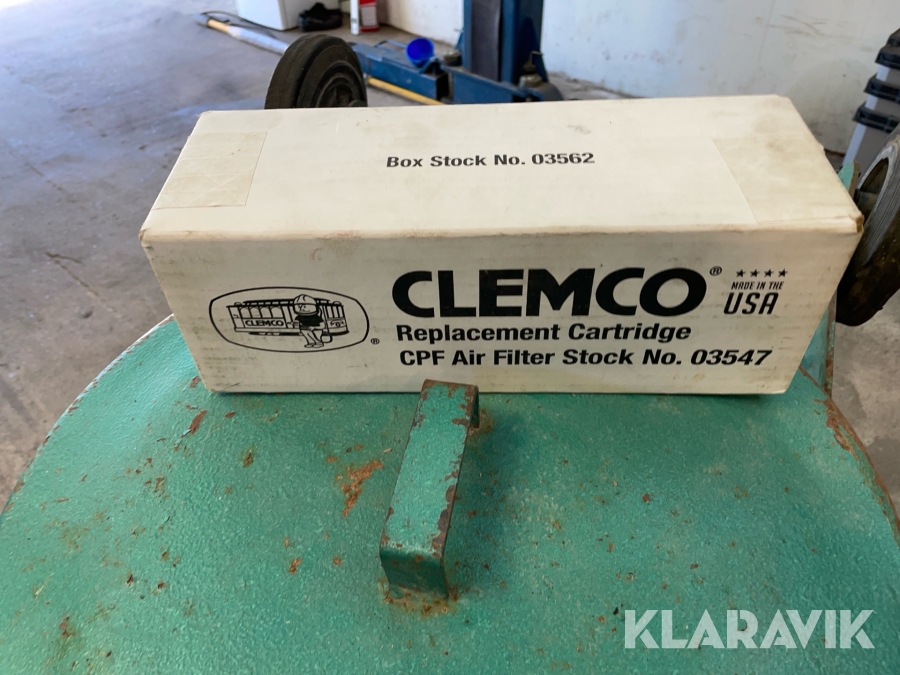 Box Stock No. 03562
CLEMCO®
MADE IN THE
USA
CLEMCO
®
Replacement Cartridge
CPF Air Filter Stock No. 03547
KLARAVIK